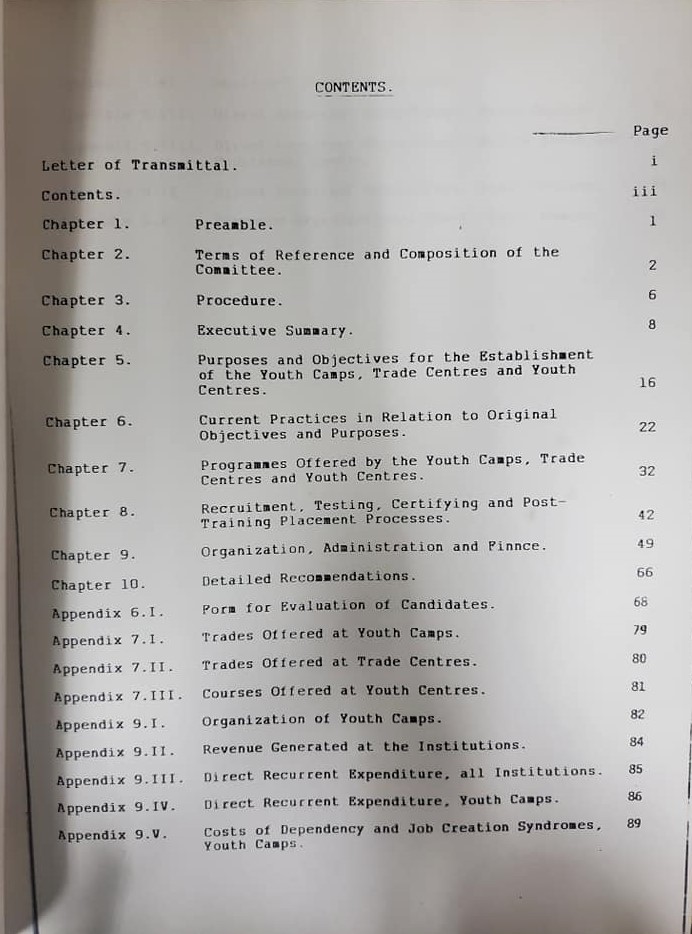 CONTENTS.
Page
Letter of Transmittal. i
Contents. iii
Chapter 1. Preamble. 1
Chapter 2. Terms of Reference and Composition of the
Committee. 2
Chapter 3. Procedure. 6
Chapter 4. Executive Summary. 8
Chapter 5. Purposes and Objectives for the Establishment
of the Youth Camps, Trade Centres and Youth
Centres. 16
Chapter 6. Current Practices in Relation to Original
Objectives and Purposes. 22
Chapter 7. Programmes Offered by the Youth Camps, Trade
Centres and Youth Centres. 32
Chapter 8. Recruitment, Testing, Certifying and Post-
Training Placement Processes. 42
Chapter 9. Organization, Administration and Finnce. 49
Chapter 10. Detailed Recommendations. 66
Appendix 6.I. Form for Evaluation of Candidates. 68
Appendix 7.I. Trades Offered at Youth Camps. 79
Appendix 7.II. Trades Offered at Trade Centres. 80
Appendix 7.III. Courses Offered at Youth Centres. 81
Appendix 9.I. Organization of Youth Camps. 82
Appendix 9.II. Revenue Generated at the Institutions. 84
Appendix 9.III. Direct Recurrent Expenditure, all Institutions. 85
Appendix 9.IV. Direct Recurrent Expenditure, Youth Camps. 86
Appendix 9.V. Costs of Dependency and Job Creation Syndromes, 89
Youth Camps.